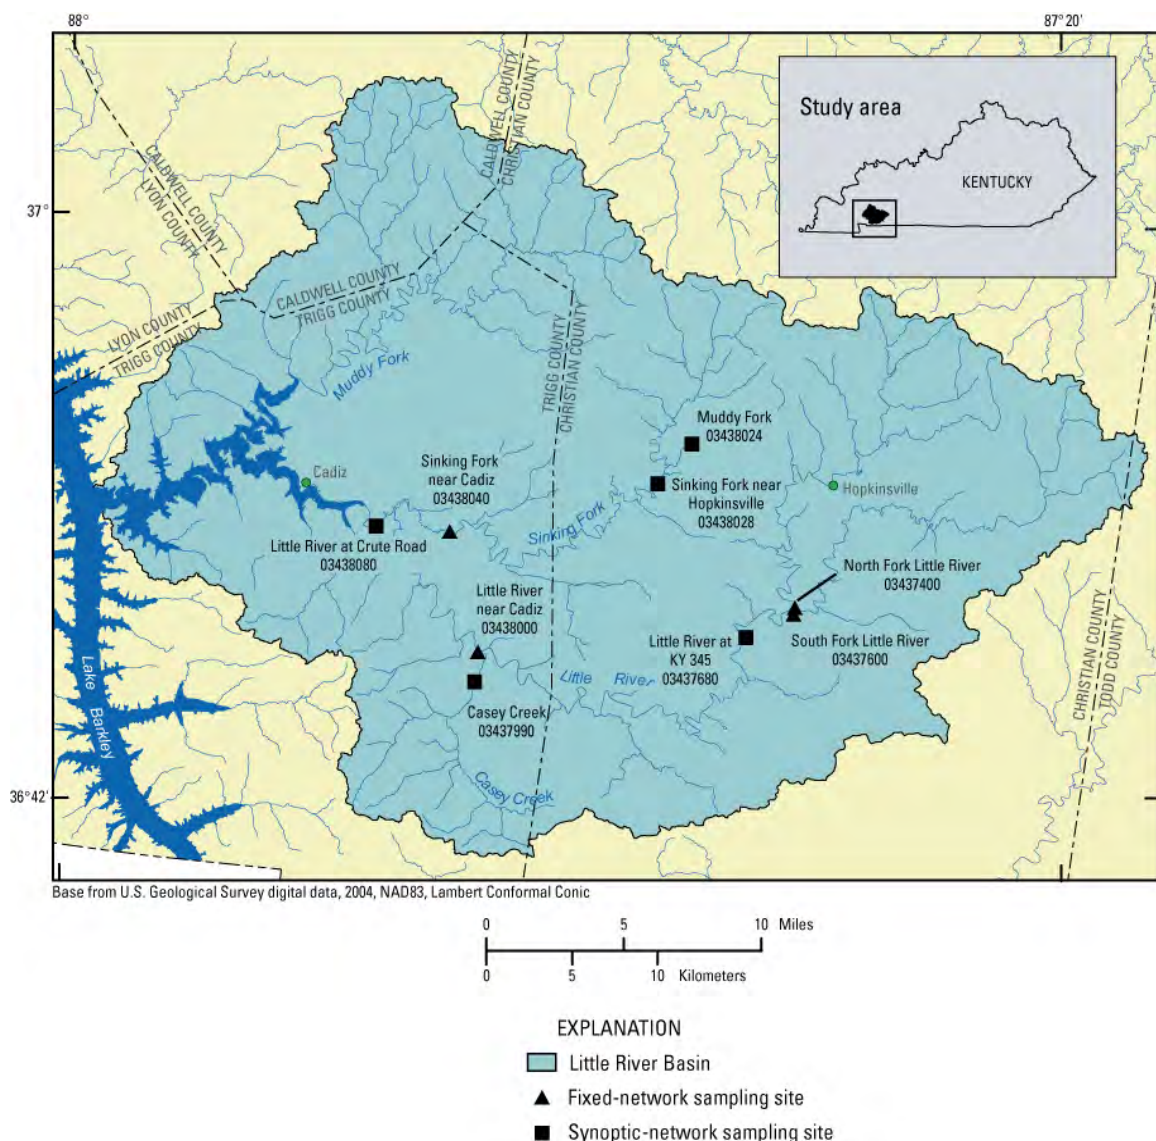 88°
87°20'
37°
36°42'
Study area
KENTUCKY
CALDWELL COUNTY
LYON COUNTY
CALDWELL COUNTY
CHRISTIAN COUNTY
CALDWELL COUNTY
TRIGG COUNTY
LYON COUNTY
TRIGG COUNTY
TRIGG COUNTY
CHRISTIAN COUNTY
Muddy Fork
Muddy Fork
03438024
Cadiz
Sinking Fork
near Cadiz
03438040
Sinking Fork near
Hopkinsville
03438028
Hopkinsville
Sinking Fork
Little River at Crute Road
03438080
North Fork Little River
03437400
Little River
near Cadiz
03438000
Little River at
KY 345
03437680
South Fork Little River
03437600
Little River
Casey Creek
03437990
Casey Creek
Lake Barkley
CHRISTIAN COUNTY
TODD COUNTY
Base from U.S. Geological Survey digital data, 2004, NAD83, Lambert Conformal Conic
0 5 10 Miles
0 5 10 Kilometers
EXPLANATION
Little River Basin
Fixed-network sampling site
Synoptic-network sampling site